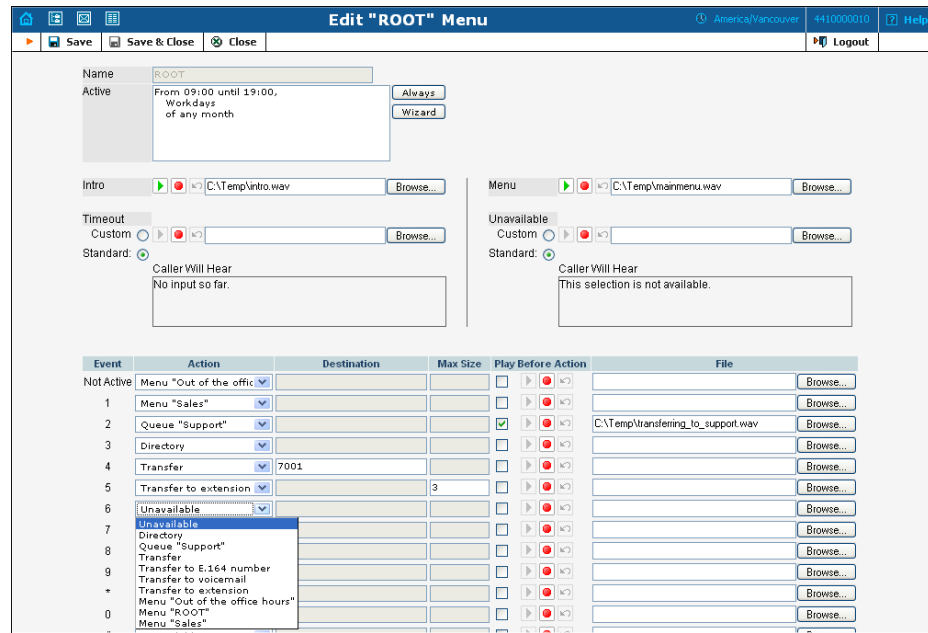 Edit "ROOT" Menu
America/Vancouver
4410000010
Help
Save
Save & Close
Close
Logout
Name
ROOT
Active
From 09:00 until 19:00,
Workdays
of any month
Always
Wizard
Intro
C:\Temp\intro.wav
Browse...
Menu
C:\Temp\mainmenu.wav
Browse...
Timeout
Custom
Browse...
Standard:
Caller Will Hear
No input so far.
Unavailable
Custom
Browse...
Standard:
Caller Will Hear
This selection is not available.
Event Action Destination Max Size Play Before Action File
Not Active Menu "Out of the offic Browse...
1 Menu "Sales" Browse...
2 Queue "Support" C:\Temp\transferring_to_support.wav Browse...
3 Directory Browse...
4 Transfer 7001 Browse...
5 Transfer to extension 3 Browse...
6 Unavailable Browse...
Unavailable
7 Browse...
Directory
Queue "Support"
8 Browse...
Transfer
Transfer to E.164 number
9 Browse...
Transfer to voicemail
Transfer to extension
* Browse...
Menu "Out of the office hours"
Menu "ROOT"
0 Browse...
Menu "Sales"